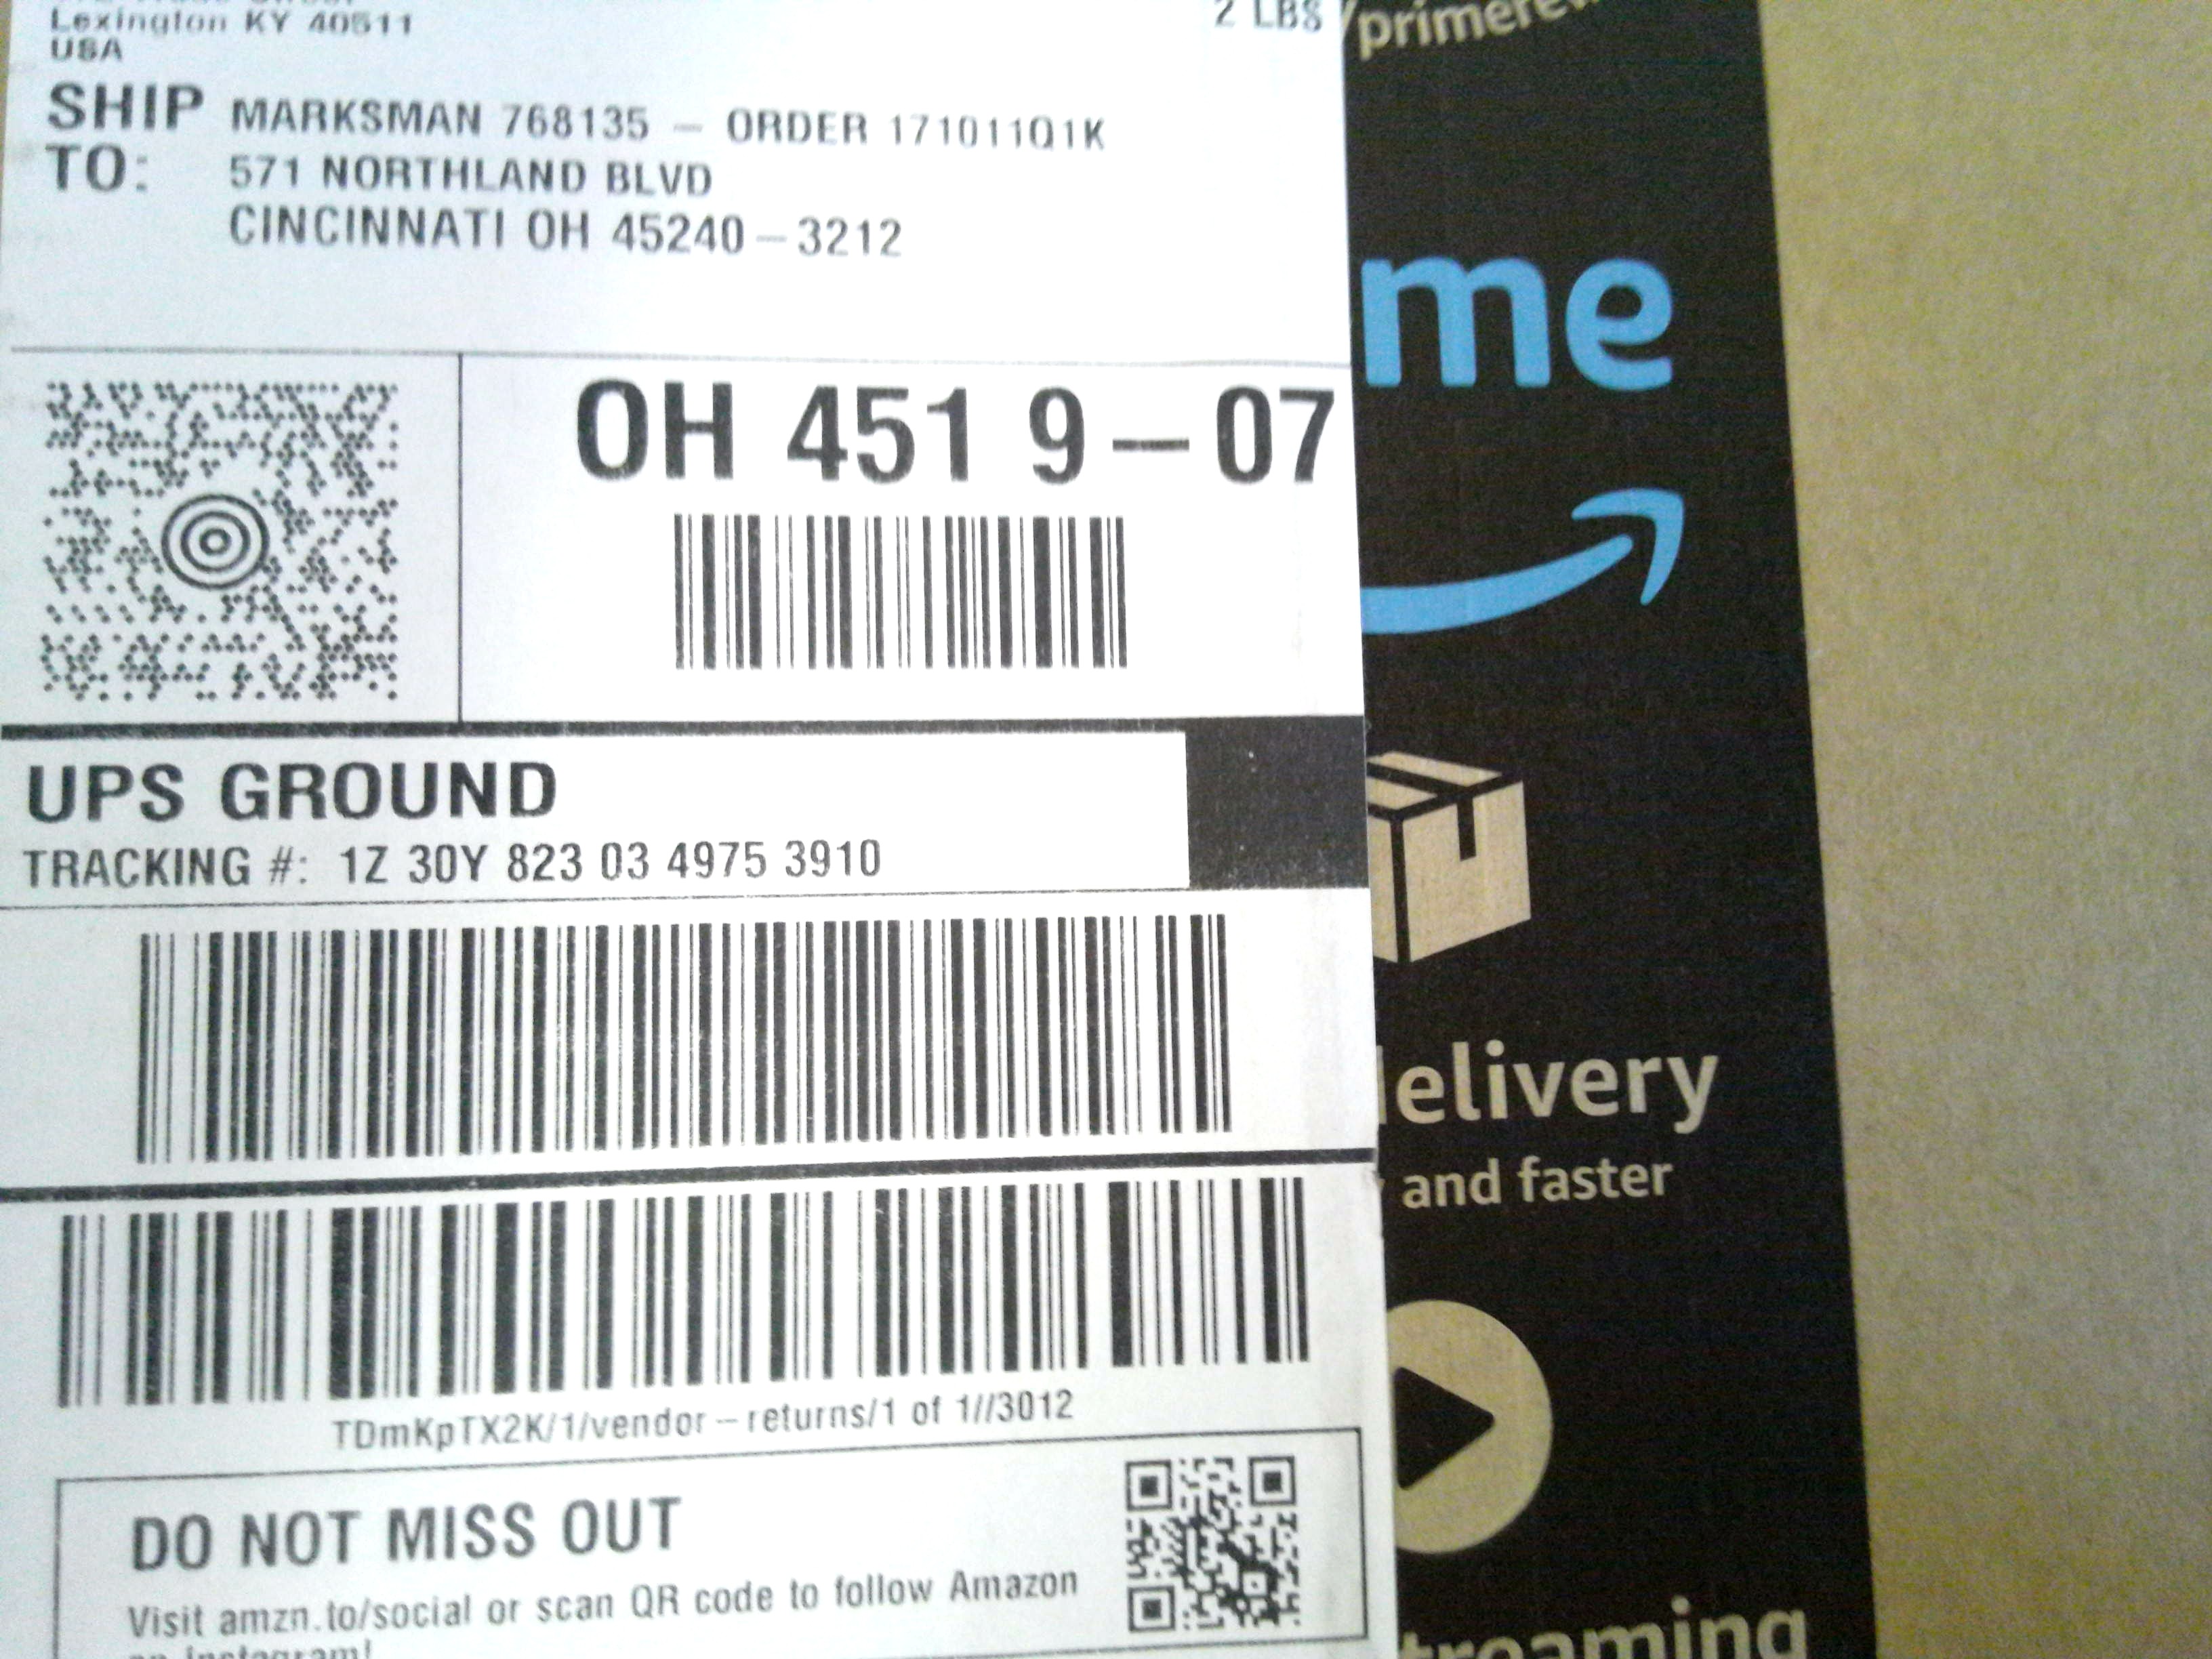 Lexington KY 40511
USA
2 LBS
SHIP TO:
MARKSMAN 768135 - ORDER 171011Q1K
571 NORTHLAND BLVD
CINCINNATI OH 45240-3212
OH 451 9-07
UPS GROUND
TRACKING #: 1Z 30Y 823 03 4975 3910
TDmKpTX2K/1/vendor-returns/1 of 1//3012
DO NOT MISS OUT
Visit amzn.to/social or scan QR code to follow Amazon
on instagram!
/primere
me
elivery
and faster
treaming